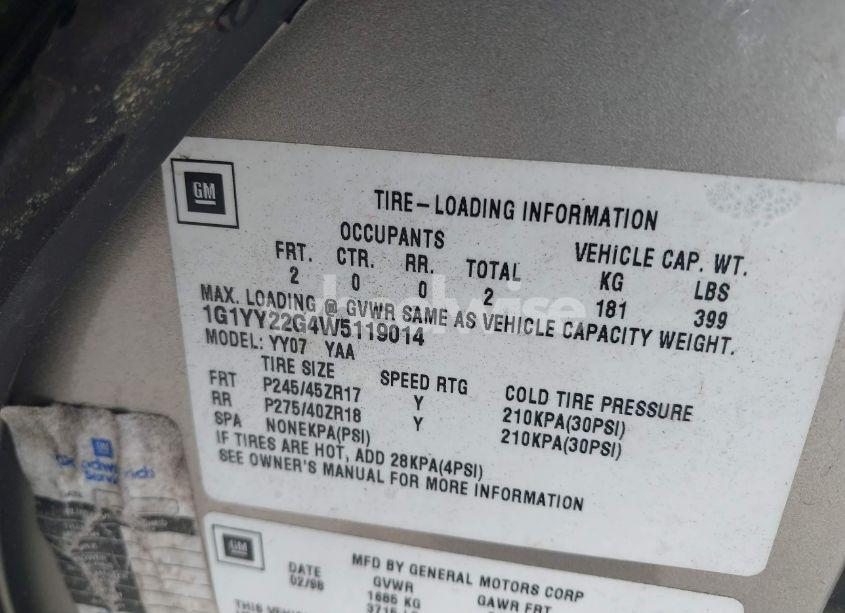 GM
TIRE-LOADING INFORMATION
OCCUPANTS VEHICLE CAP. WT.
FRT. CTR. RR. TOTAL KG LBS
2 0 0 2 181 399
MAX. LOADING @ GVWR SAME AS VEHICLE CAPACITY WEIGHT.
1G1YY22G4W5119014
MODEL: YY07 YAA
TIRE SIZE SPEED RTG COLD TIRE PRESSURE
FRT P245/45ZR17 Y 210KPA(30PSI)
RR P275/40ZR18 Y 210KPA(30PSI)
SPA NONEKPA(PSI)
IF TIRES ARE HOT, ADD 28KPA(4PSI)
SEE OWNER'S MANUAL FOR MORE INFORMATION
GM
GM
MFD BY GENERAL MOTORS CORP
DATE GVWR GAWR FRT
02/98 1686 KG
THIS